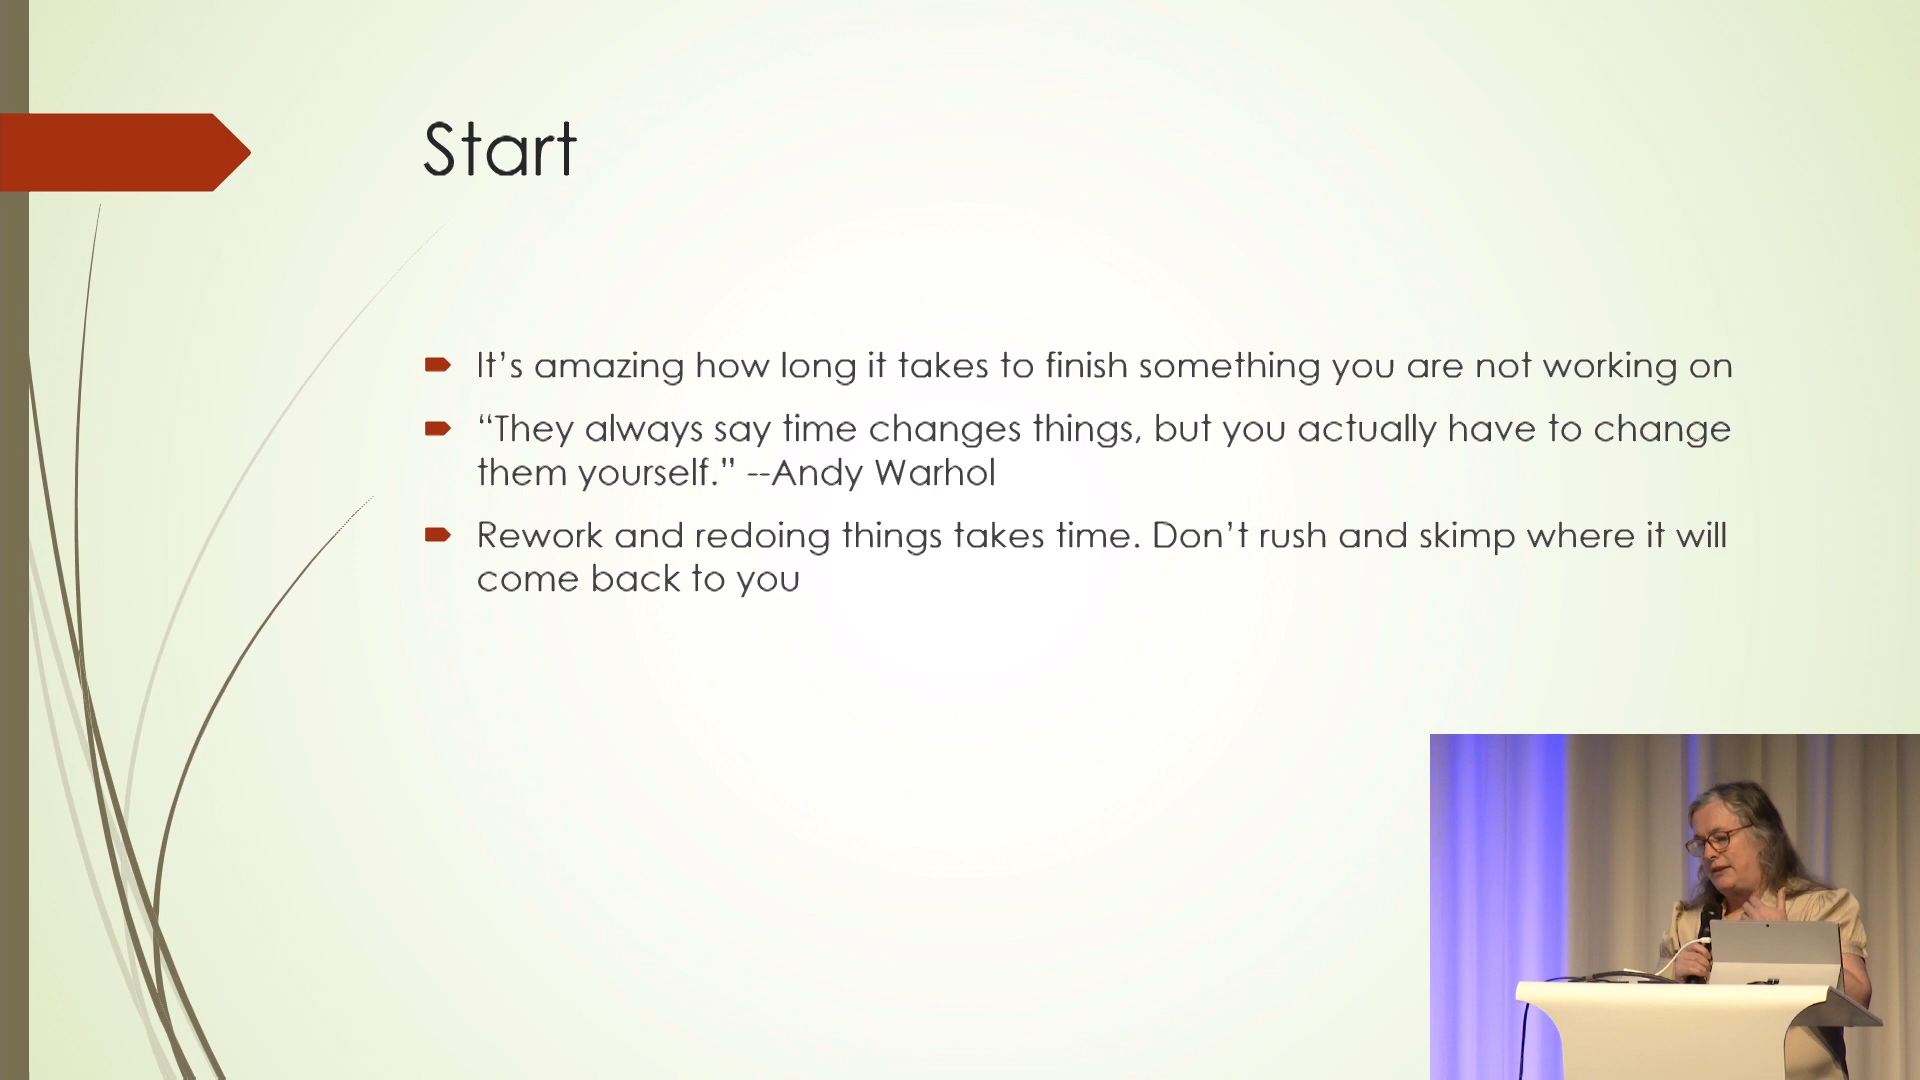 Start
It’s amazing how long it takes to finish something you are not working on
“They always say time changes things, but you actually have to change
them yourself.” --Andy Warhol
Rework and redoing things takes time. Don’t rush and skimp where it will
come back to you